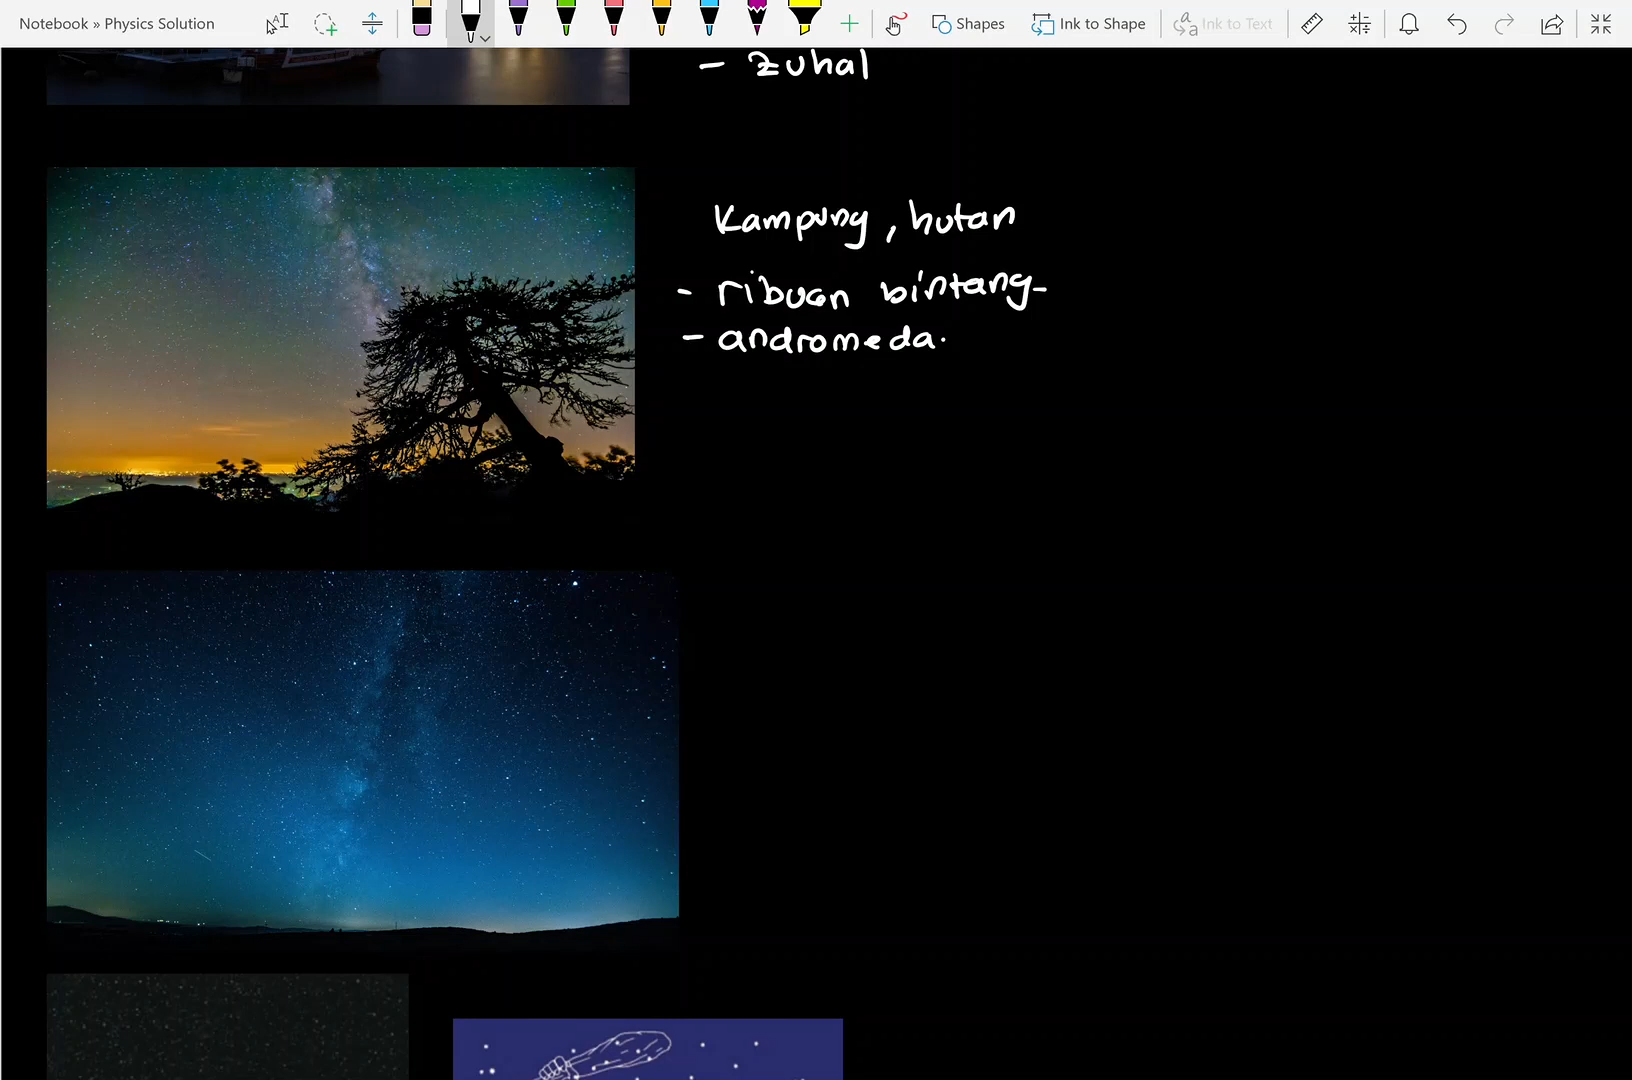 Notebook » Physics Solution
Shapes
Ink to Shape
Ink to Text
- zuhal
Kampung, hutan
- ribuan bintang-
- andromeda.